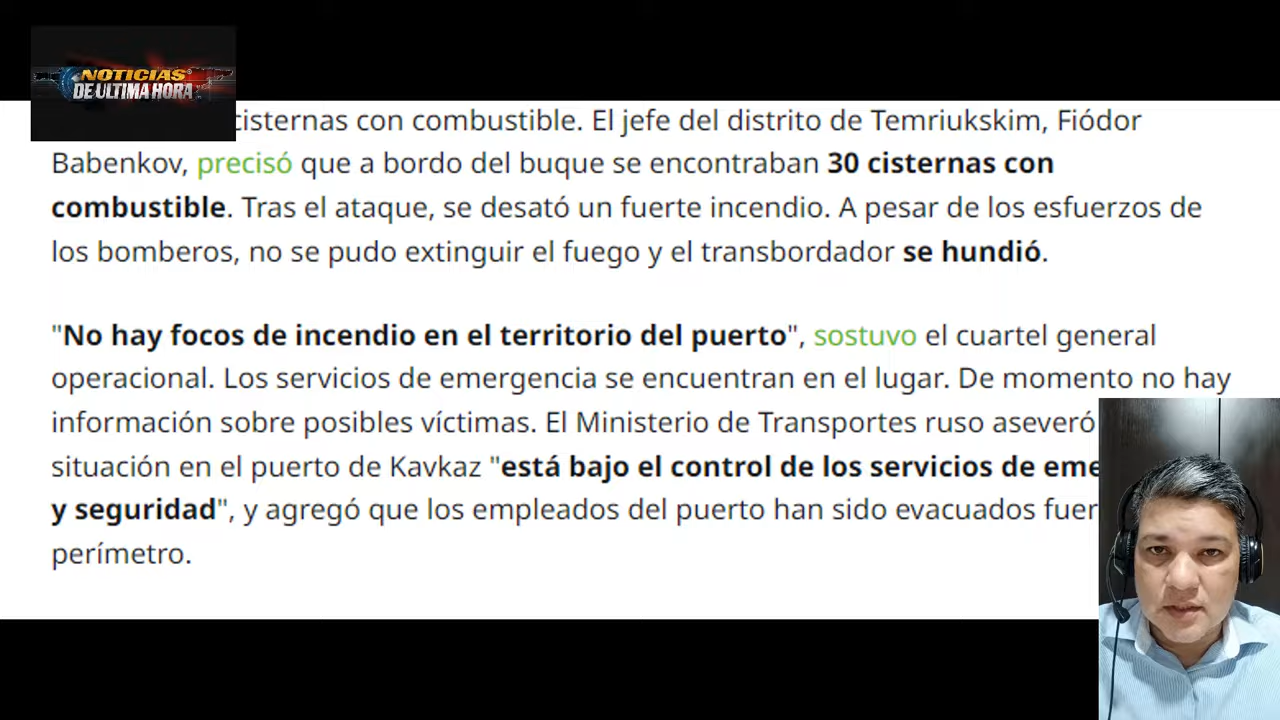 NOTICIAS
DE ULTIMA HORA
cisternas con combustible. El jefe del distrito de Temriukskim, Fiódor
Babenkov, precisó que a bordo del buque se encontraban 30 cisternas con
combustible. Tras el ataque, se desató un fuerte incendio. A pesar de los esfuerzos de
los bomberos, no se pudo extinguir el fuego y el transbordador se hundió.
"No hay focos de incendio en el territorio del puerto", sostuvo el cuartel general
operacional. Los servicios de emergencia se encuentran en el lugar. De momento no hay
información sobre posibles víctimas. El Ministerio de Transportes ruso aseveró
situación en el puerto de Kavkaz "está bajo el control de los servicios de eme
y seguridad", y agregó que los empleados del puerto han sido evacuados fuer
perímetro.